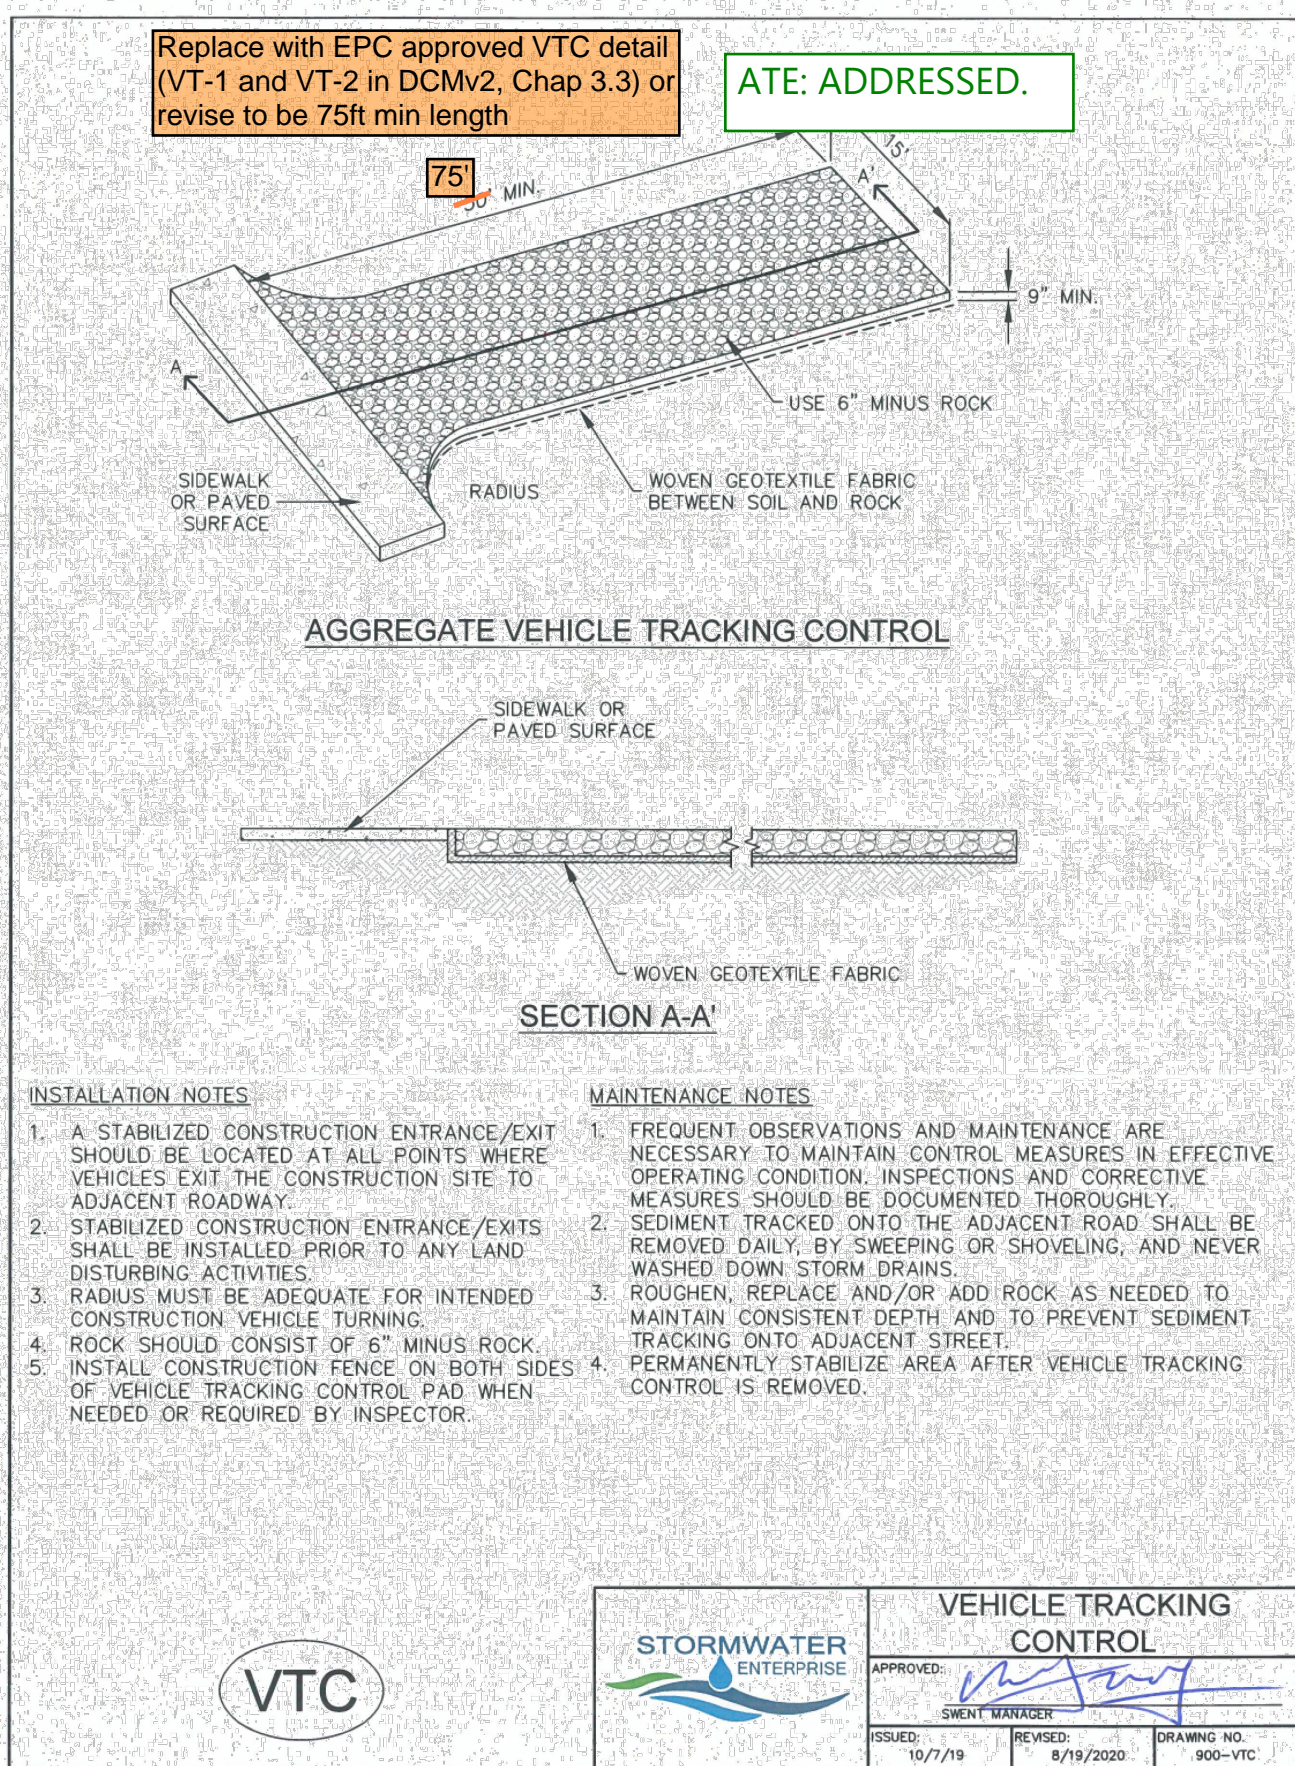 Replace with EPC approved VTC detail
(VT-1 and VT-2 in DCMv2, Chap 3.3) or
revise to be 75ft min length
ATE: ADDRESSED.
75'
50' MIN.
15'
A'
9" MIN.
A
USE 6" MINUS ROCK
SIDEWALK
OR PAVED
SURFACE
RADIUS
WOVEN GEOTEXTILE FABRIC
BETWEEN SOIL AND ROCK
AGGREGATE VEHICLE TRACKING CONTROL
SIDEWALK OR
PAVED SURFACE
WOVEN GEOTEXTILE FABRIC
SECTION A-A'
INSTALLATION NOTES
1. A STABILIZED CONSTRUCTION ENTRANCE/EXIT
SHOULD BE LOCATED AT ALL POINTS WHERE
VEHICLES EXIT THE CONSTRUCTION SITE TO
ADJACENT ROADWAY.
2. STABILIZED CONSTRUCTION ENTRANCE/EXITS
SHALL BE INSTALLED PRIOR TO ANY LAND
DISTURBING ACTIVITIES.
3. RADIUS MUST BE ADEQUATE FOR INTENDED
CONSTRUCTION VEHICLE TURNING.
4. ROCK SHOULD CONSIST OF 6" MINUS ROCK.
5. INSTALL CONSTRUCTION FENCE ON BOTH SIDES
OF VEHICLE TRACKING CONTROL PAD WHEN
NEEDED OR REQUIRED BY INSPECTOR.
MAINTENANCE NOTES
1. FREQUENT OBSERVATIONS AND MAINTENANCE ARE
NECESSARY TO MAINTAIN CONTROL MEASURES IN EFFECTIVE
OPERATING CONDITION. INSPECTIONS AND CORRECTIVE
MEASURES SHOULD BE DOCUMENTED THOROUGHLY.
2. SEDIMENT TRACKED ONTO THE ADJACENT ROAD SHALL BE
REMOVED DAILY, BY SWEEPING OR SHOVELING, AND NEVER
WASHED DOWN STORM DRAINS.
3. ROUGHEN, REPLACE AND/OR ADD ROCK AS NEEDED TO
MAINTAIN CONSISTENT DEPTH AND TO PREVENT SEDIMENT
TRACKING ONTO ADJACENT STREET.
4. PERMANENTLY STABILIZE AREA AFTER VEHICLE TRACKING
CONTROL IS REMOVED.
VTC
STORMWATER
ENTERPRISE
VEHICLE TRACKING
CONTROL
APPROVED:
SWENT MANAGER
ISSUED:
10/7/19
REVISED:
8/19/2020
DRAWING NO.
900-VTC